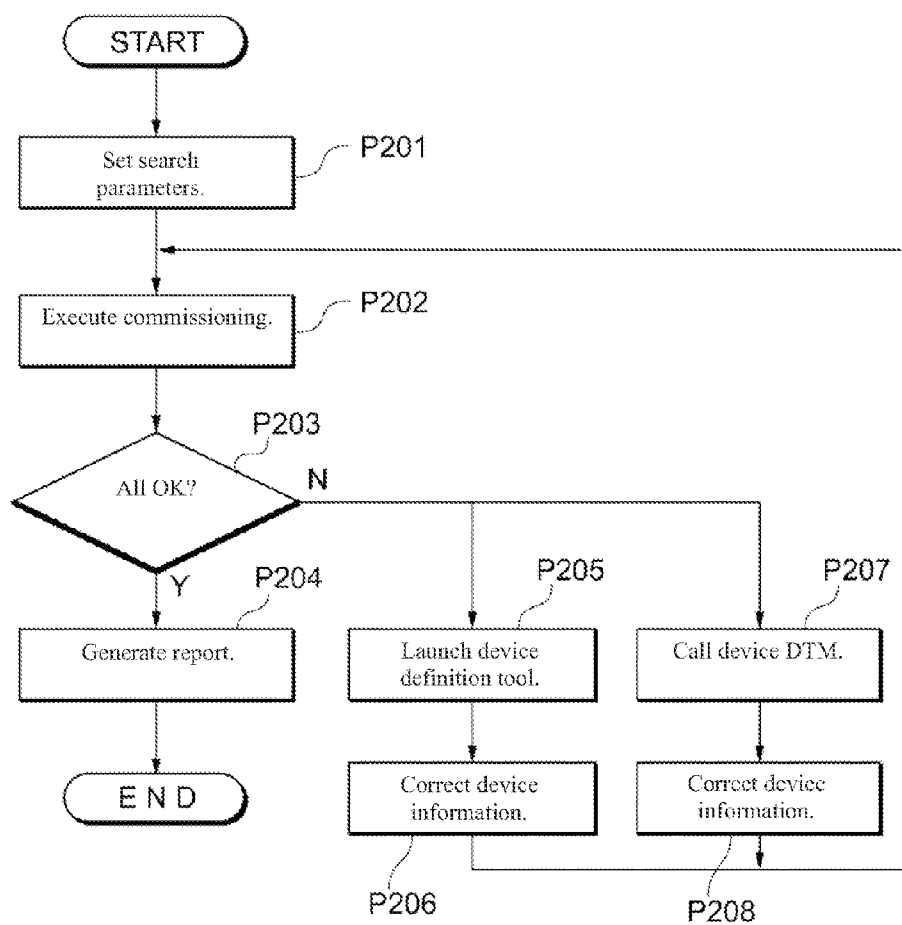 START
P201
Set search
parameters.
P202
Execute commissioning.
P203
All OK?
N
Y
P204
Generate report.
P205
Launch device
definition tool.
P207
Call device DTM.
END
Correct device
information.
Correct device
information.
P206
P208